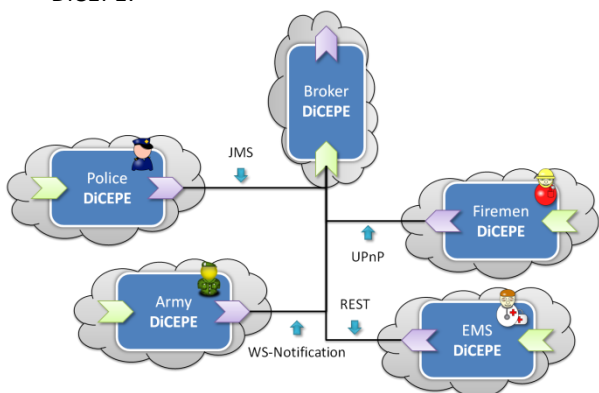 DiCEPE.
Broker
DiCEPE
JMS
Police
DiCEPE
Firemen
DiCEPE
UPnP
Army
DiCEPE
REST
EMS
DiCEPE
WS-Notification